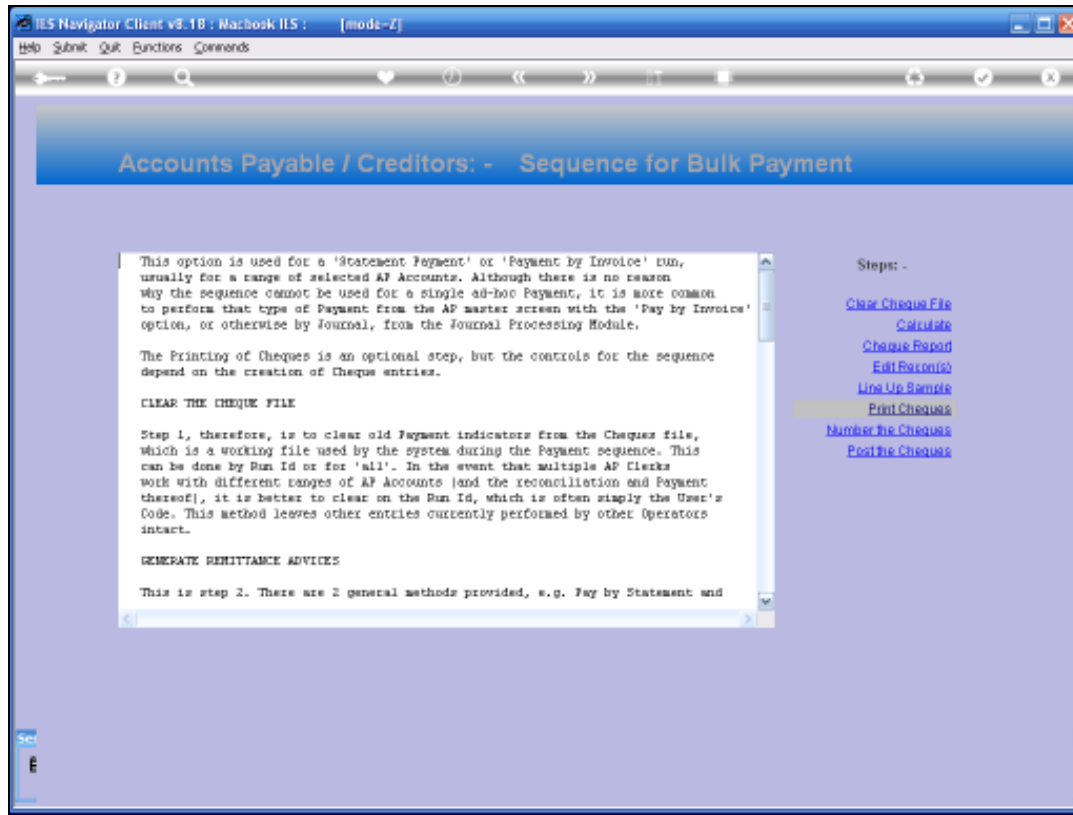 IES Navigator Client v8.18 : Macbook IES : [mode-Z]
Help Submit Quit Functions Commands
Accounts Payable / Creditors: - Sequence for Bulk Payment
This option is used for a 'Statement Payment' or 'Payment by Invoice' run,
usually for a range of selected AP Accounts. Although there is no reason
why the sequence cannot be used for a single ad-hoc Payment, it is more common
to perform that type of Payment from the AP master screen with the 'Pay by Invoice'
option, or otherwise by Journal, from the Journal Processing Module.
The Printing of Cheques is an optional step, but the controls for the sequence
depend on the creation of Cheque entries.
CLEAR THE CHEQUE FILE
Step 1, therefore, is to clear old Payment indicators from the Cheques file,
which is a working file used by the system during the Payment sequence. This
can be done by Run Id or for 'all'. In the event that multiple AP Clerks
work with different ranges of AP Accounts (and the reconciliation and Payment
thereof), it is better to clear on the Run Id, which is often simply the User's
Code. This method leaves other entries currently performed by other Operators
intact.
GENERATE REMITTANCE ADVICES
This is step 2. There are 2 general methods provided, e.g. Pay by Statement and
Steps: -
Clear Cheque File
Calculate
Cheque Report
Edit Recon(s)
Line Up Sample
Print Cheques
Number the Cheques
Post the Cheques
Ser